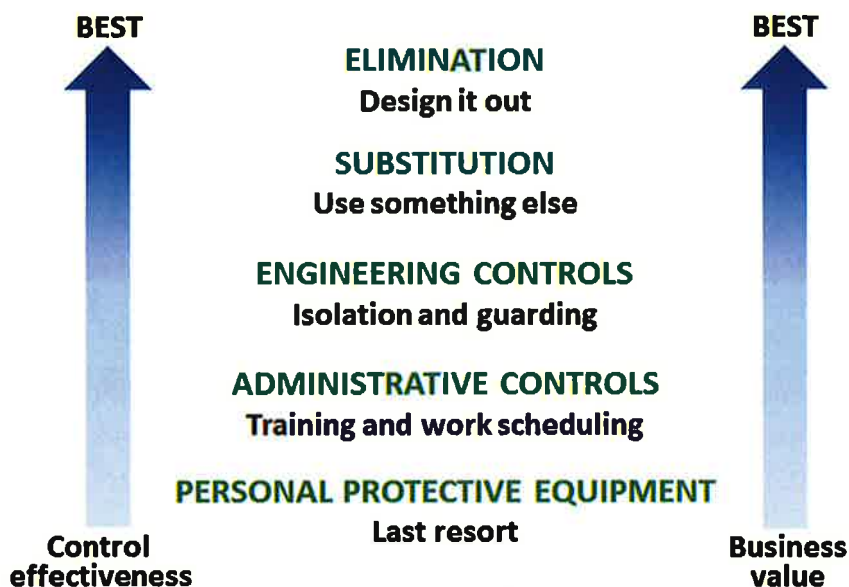 BEST
BEST
ELIMINATION
Design it out
SUBSTITUTION
Use something else
ENGINEERING CONTROLS
Isolation and guarding
ADMINISTRATIVE CONTROLS
Training and work scheduling
PERSONAL PROTECTIVE EQUIPMENT
Last resort
Control
effectiveness
Business
value